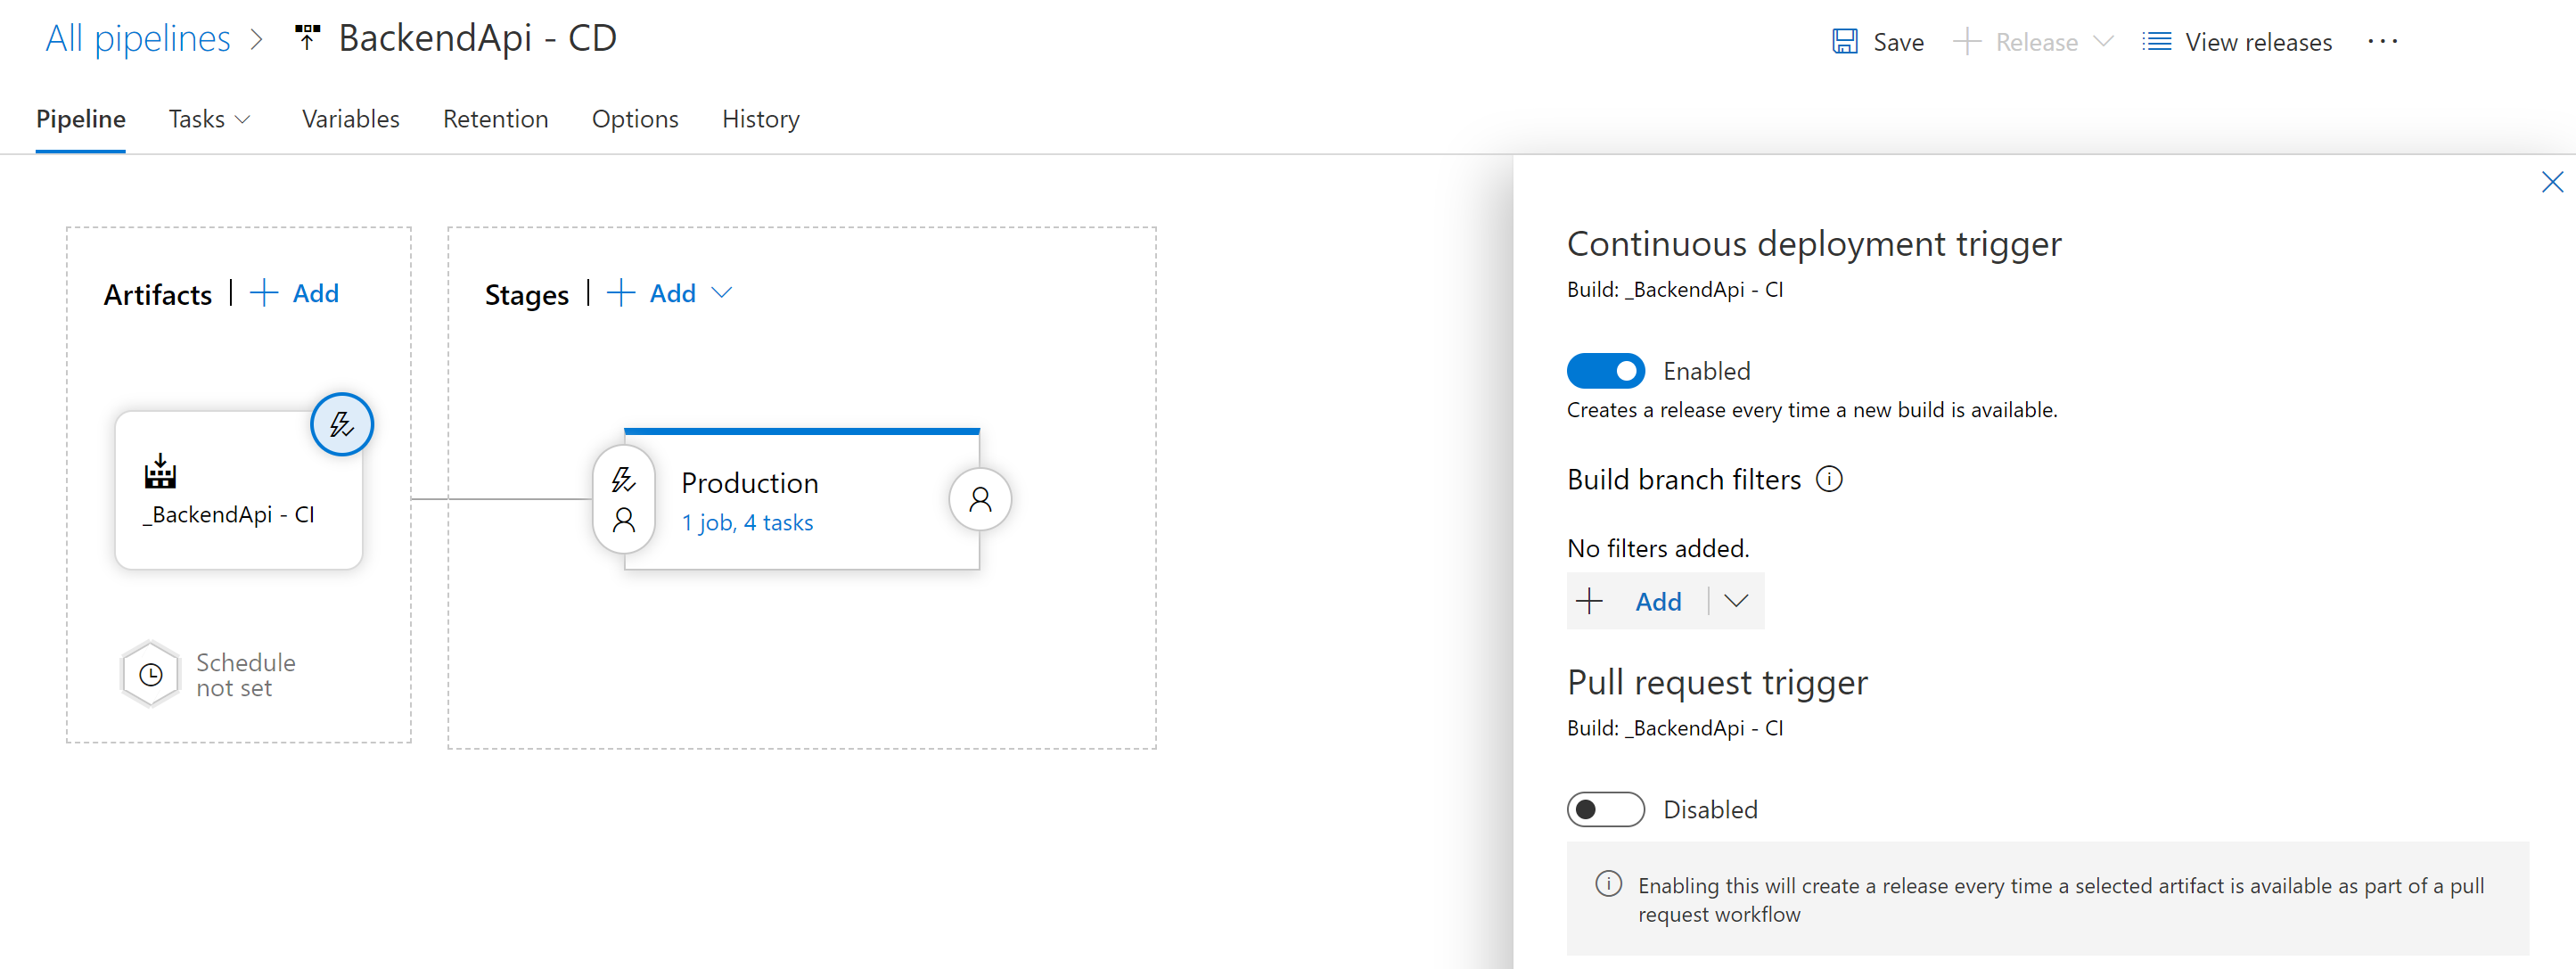 All pipelines > BackendApi - CD
Save
Release
View releases
...
Pipeline
Tasks
Variables
Retention
Options
History
Artifacts | + Add
Stages | + Add
_BackendApi - CI
Schedule
not set
Production
1 job, 4 tasks
Continuous deployment trigger
Build: _BackendApi - CI
Enabled
Creates a release every time a new build is available.
Build branch filters
No filters added.
+ Add
Pull request trigger
Build: _BackendApi - CI
Disabled
Enabling this will create a release every time a selected artifact is available as part of a pull
request workflow